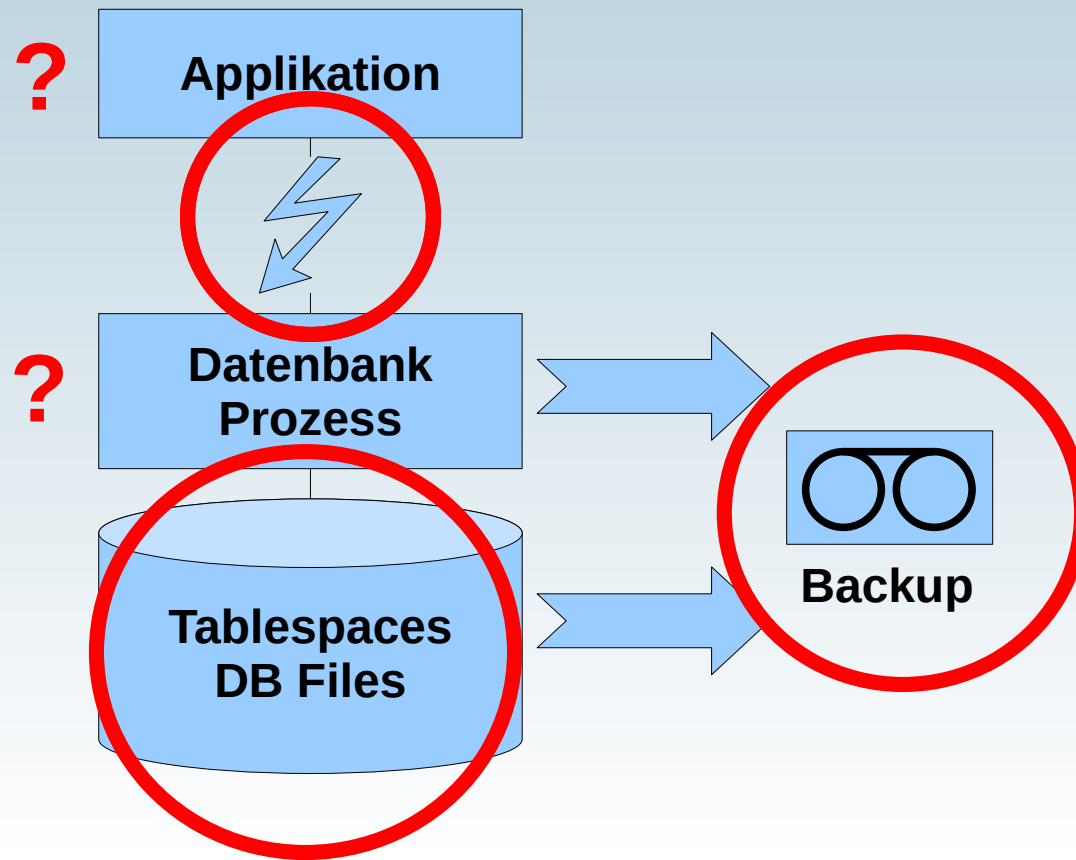 ?
Applikation
?
Datenbank
Prozess
Backup
Tablespaces
DB Files